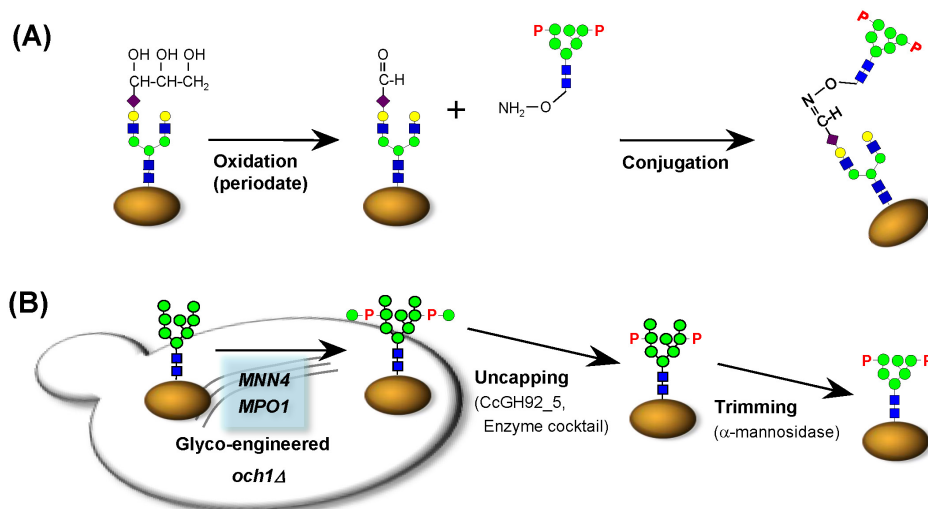 (A)
OH OH OH
CH-CH-CH2
O
C-H
+
P P
NH2-O
Oxidation
(periodate)
Conjugation
P P
O
N
C-H
(B)
P P
MNN4
MPO1
Glyco-engineered
och1Δ
Uncapping
(CcGH92_5,
Enzyme cocktail)
P P
Trimming
(α-mannosidase)
P P